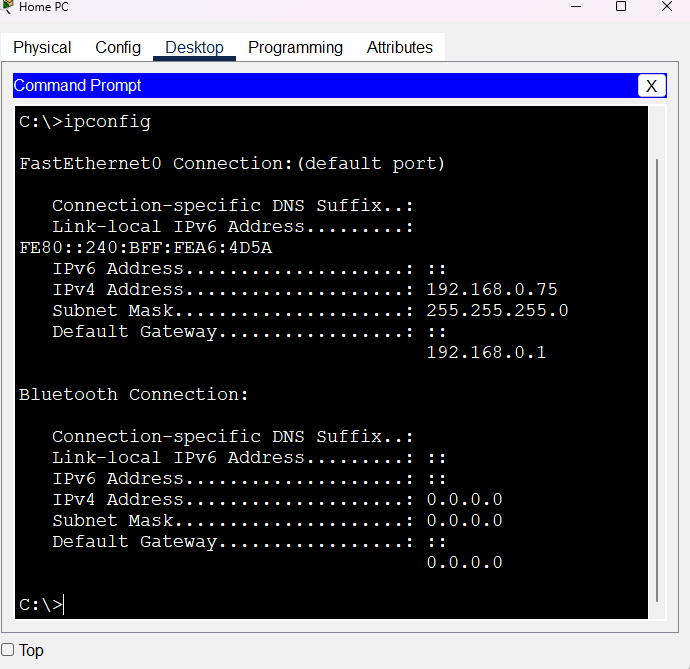 Home PC
Physical Config Desktop Programming Attributes
Command Prompt X
C:\>ipconfig
FastEthernet0 Connection:(default port)
Connection-specific DNS Suffix..:
Link-local IPv6 Address.........:
FE80::240:BFF:FEA6:4D5A
IPv6 Address....................: ::
IPv4 Address....................: 192.168.0.75
Subnet Mask.....................: 255.255.255.0
Default Gateway.................: ::
192.168.0.1
Bluetooth Connection:
Connection-specific DNS Suffix..:
Link-local IPv6 Address.........: ::
IPv6 Address....................: ::
IPv4 Address....................: 0.0.0.0
Subnet Mask.....................: 0.0.0.0
Default Gateway.................: ::
0.0.0.0
C:\>
Top